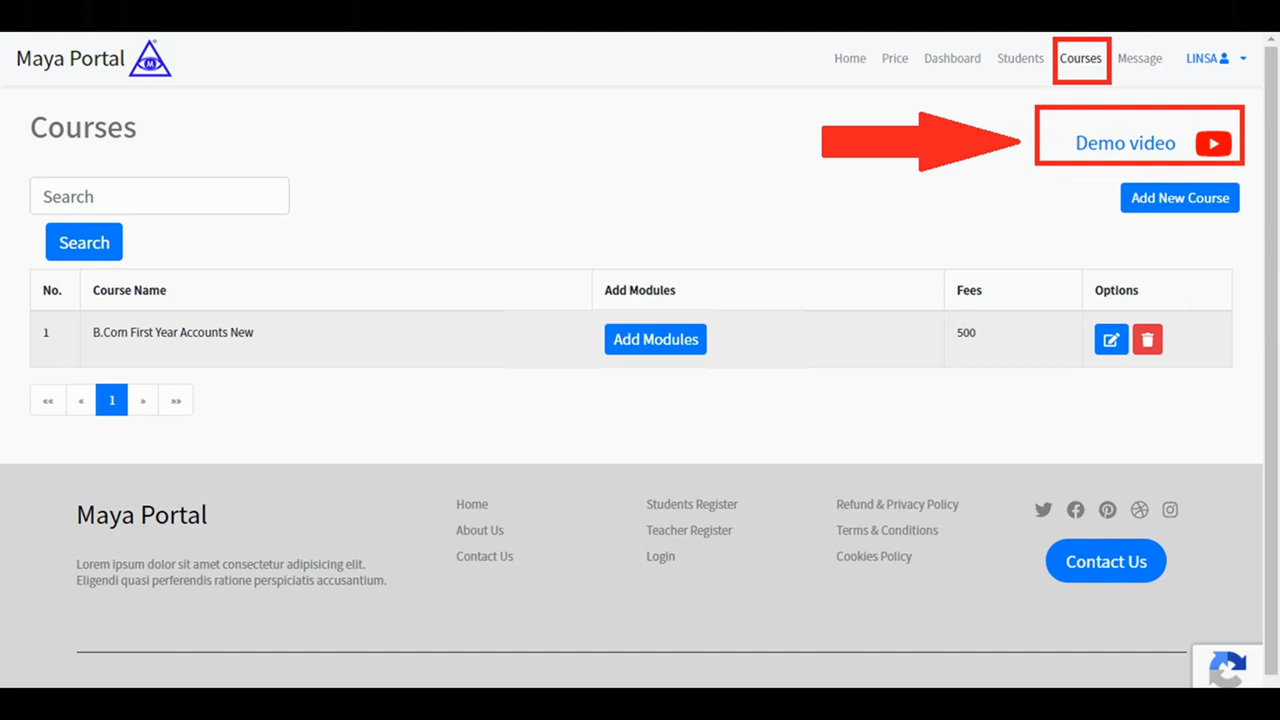 Maya Portal
Home Price Dashboard Students Courses Message LINSA
Courses
Demo video
Search
Add New Course
Search
No. Course Name Add Modules Fees Options
1 B.Com First Year Accounts New Add Modules 500
«« « 1 » »»
Maya Portal
Lorem ipsum dolor sit amet consectetur adipisicing elit.
Eligendi quasi perferendis ratione perspiciatis accusantium.
Home
About Us
Contact Us
Students Register
Teacher Register
Login
Refund & Privacy Policy
Terms & Conditions
Cookies Policy
Contact Us